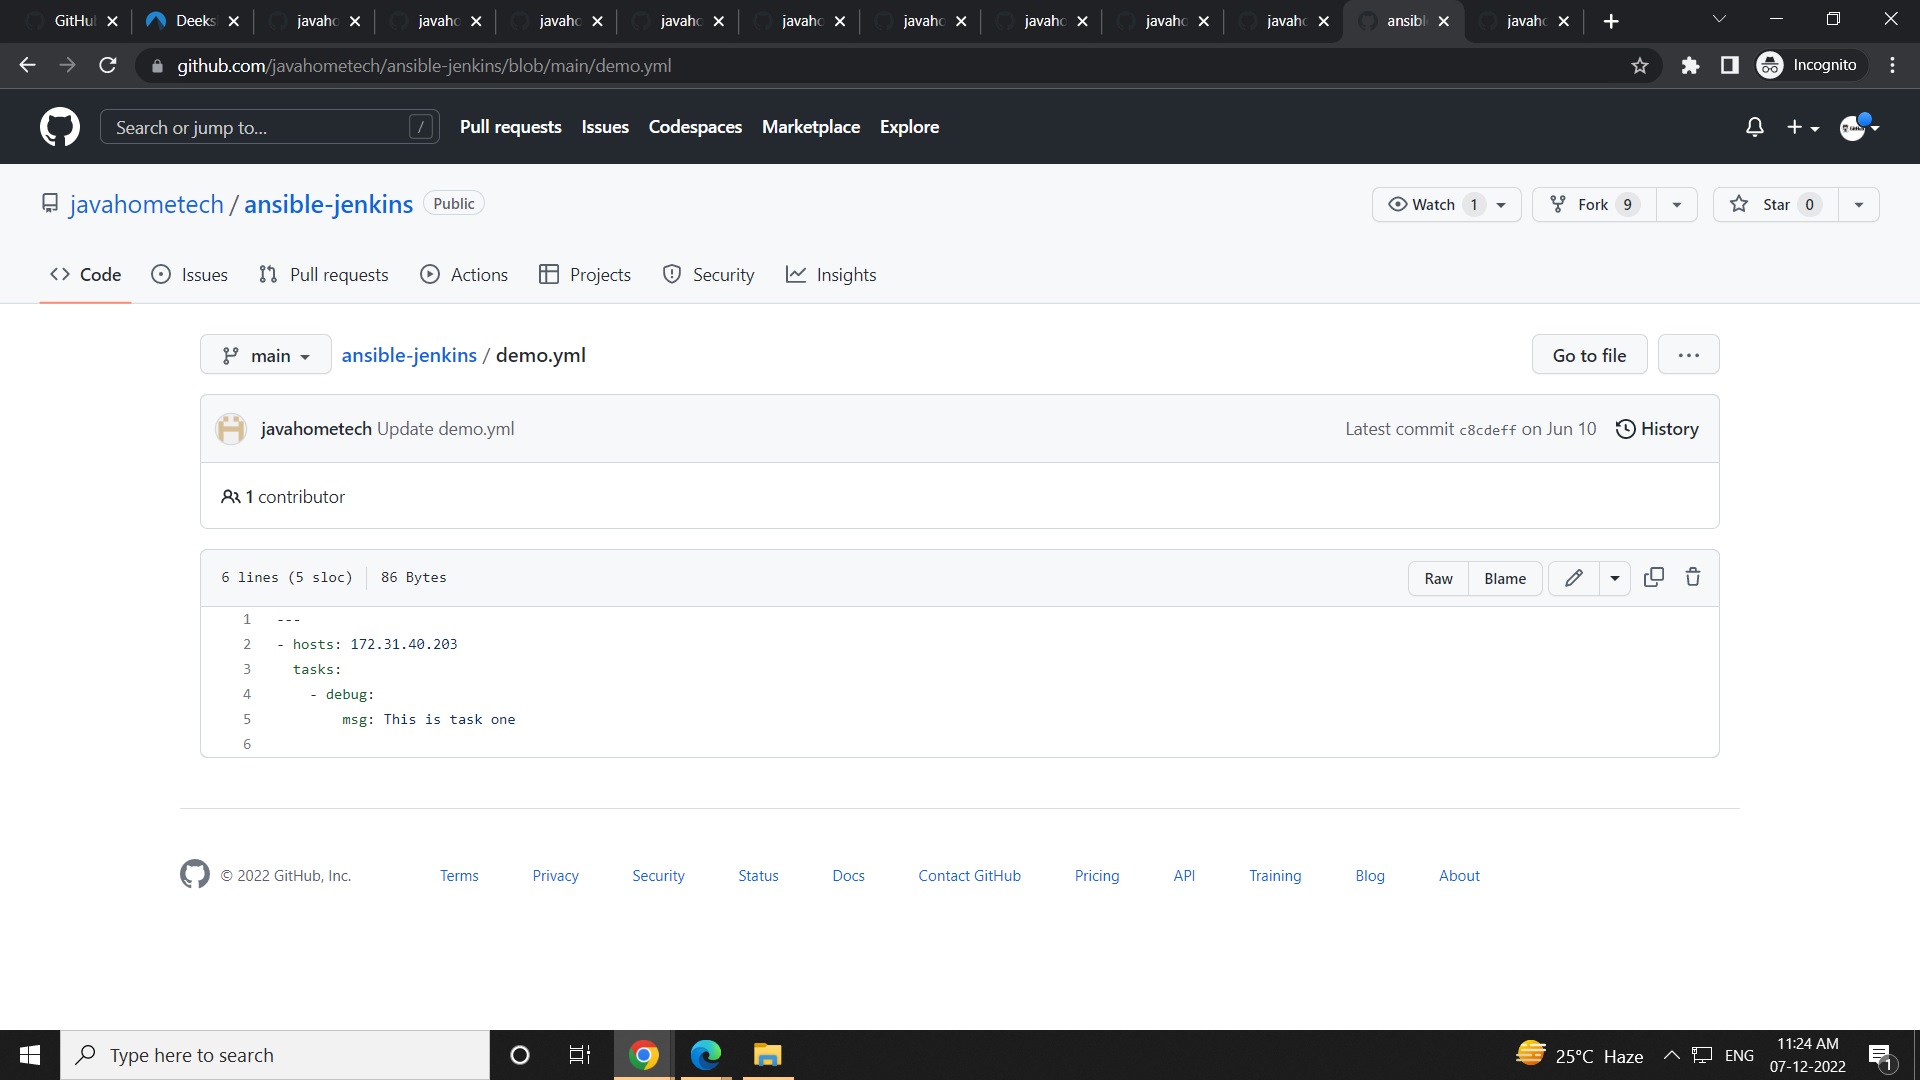 GitHu
Deeks
javaho
javaho
javaho
javaho
javaho
javaho
javaho
javaho
javaho
ansibl
javaho
github.com/javahometech/ansible-jenkins/blob/main/demo.yml
Incognito
Search or jump to...
/
Pull requests
Issues
Codespaces
Marketplace
Explore
javahometech / ansible-jenkins
Public
Watch 1
Fork 9
Star 0
Code
Issues
Pull requests
Actions
Projects
Security
Insights
main
ansible-jenkins / demo.yml
Go to file
javahometech Update demo.yml
Latest commit c8cdeff on Jun 10
History
1 contributor
6 lines (5 sloc)
86 Bytes
Raw
Blame
1 ---
2 - hosts: 172.31.40.203
3 tasks:
4 - debug:
5 msg: This is task one
6
© 2022 GitHub, Inc.
Terms
Privacy
Security
Status
Docs
Contact GitHub
Pricing
API
Training
Blog
About
Type here to search
25°C Haze
ENG
11:24 AM
07-12-2022
1